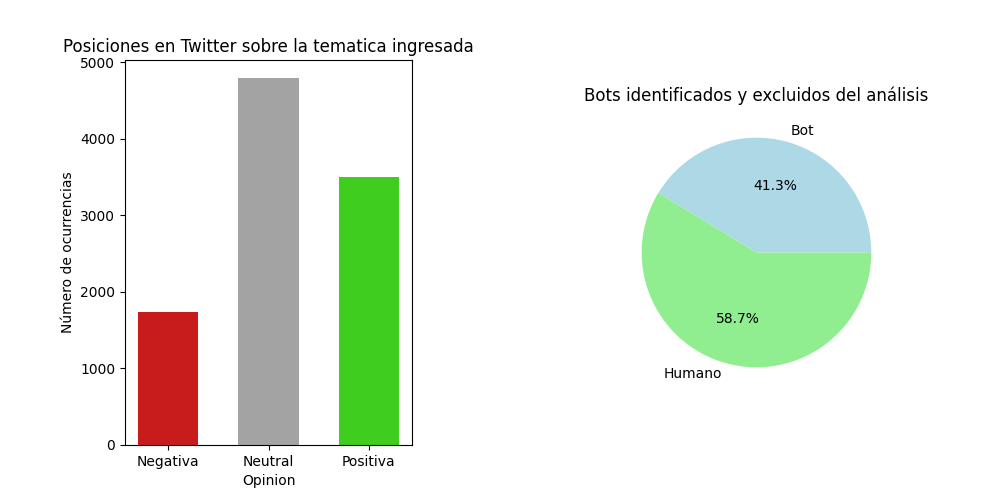 Posiciones en Twitter sobre la tematica ingresada
5000
4000
3000
2000
1000
0
Número de ocurrencias
Negativa
Neutral
Positiva
Opinion
Bots identificados y excluidos del análisis
Bot
41.3%
58.7%
Humano